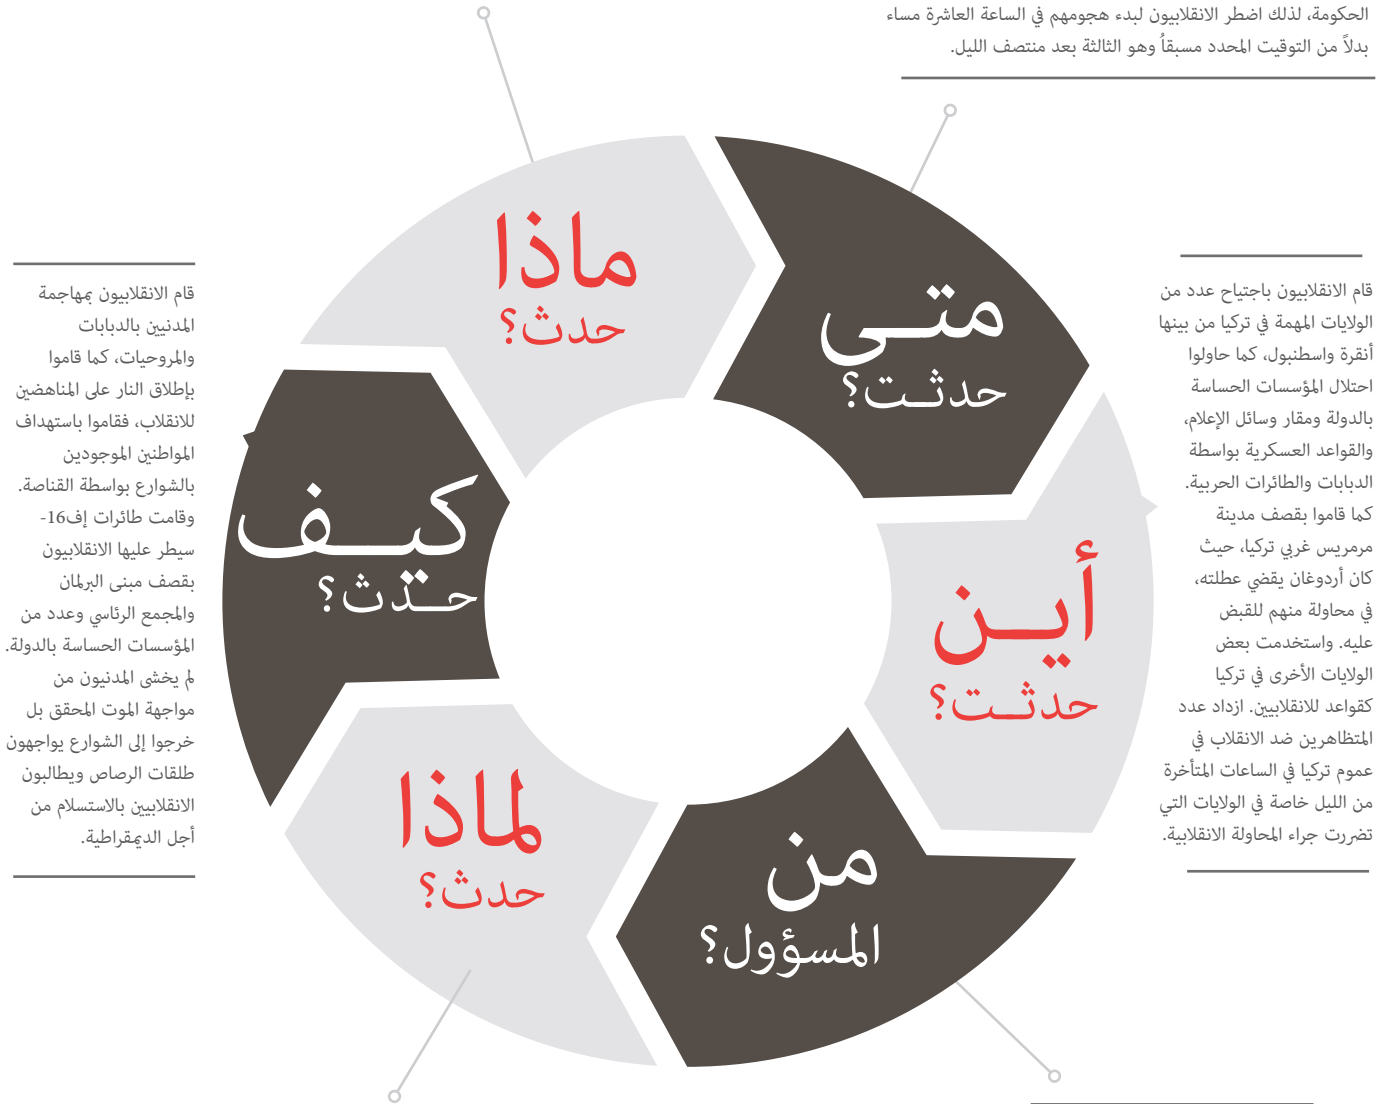 الحكومة، لذلك اضطر الانقلابيون لبدء هجومهم في الساعة العاشرة مساء
بدلاً من التوقيت المحدد مسبقاُ وهو الثالثة بعد منتصف الليل.
ماذا
حدث؟
متــى
حدثــت؟
أيــن
حدثــت؟
من
المسؤول؟
لماذا
حدث؟
كيــف
حــدث؟
قام الانقلابيون باجتياح عدد من
الولايات المهمة في تركيا من بينها
أنقرة واسطنبول، كما حاولوا
احتلال المؤسسات الحساسة
بالدولة ومقار وسائل الإعلام،
والقواعد العسكرية بواسطة
الدبابات والطائرات الحربية.
كما قاموا بقصف مدينة
مرمريس غربي تركيا، حيث
كان أردوغان يقضي عطلته،
في محاولة منهم للقبض
عليه. واستخدمت بعض
الولايات الأخرى في تركيا
كقواعد للانقلابيين. ازداد عدد
المتظاهرين ضد الانقلاب في
عموم تركيا في الساعات المتأخرة
من الليل خاصة في الولايات التي
تضررت جراء المحاولة الانقلابية.
قام الانقلابيون بمهاجمة
المدنيين بالدبابات
والمروحيات، كما قاموا
بإطلاق النار على المناهضين
للانقلاب، فقاموا باستهداف
المواطنين الموجودين
بالشوارع بواسطة القناصة.
وقامت طائرات إف16-
سيطر عليها الانقلابيون
بقصف مبنى البرلمان
والمجمع الرئاسي وعدد من
المؤسسات الحساسة بالدولة.
لم يخشى المدنيون من
مواجهة الموت المحقق بل
خرجوا إلى الشوارع يواجهون
طلقات الرصاص ويطالبون
الانقلابيين بالاستسلام من
أجل الديمقراطية.